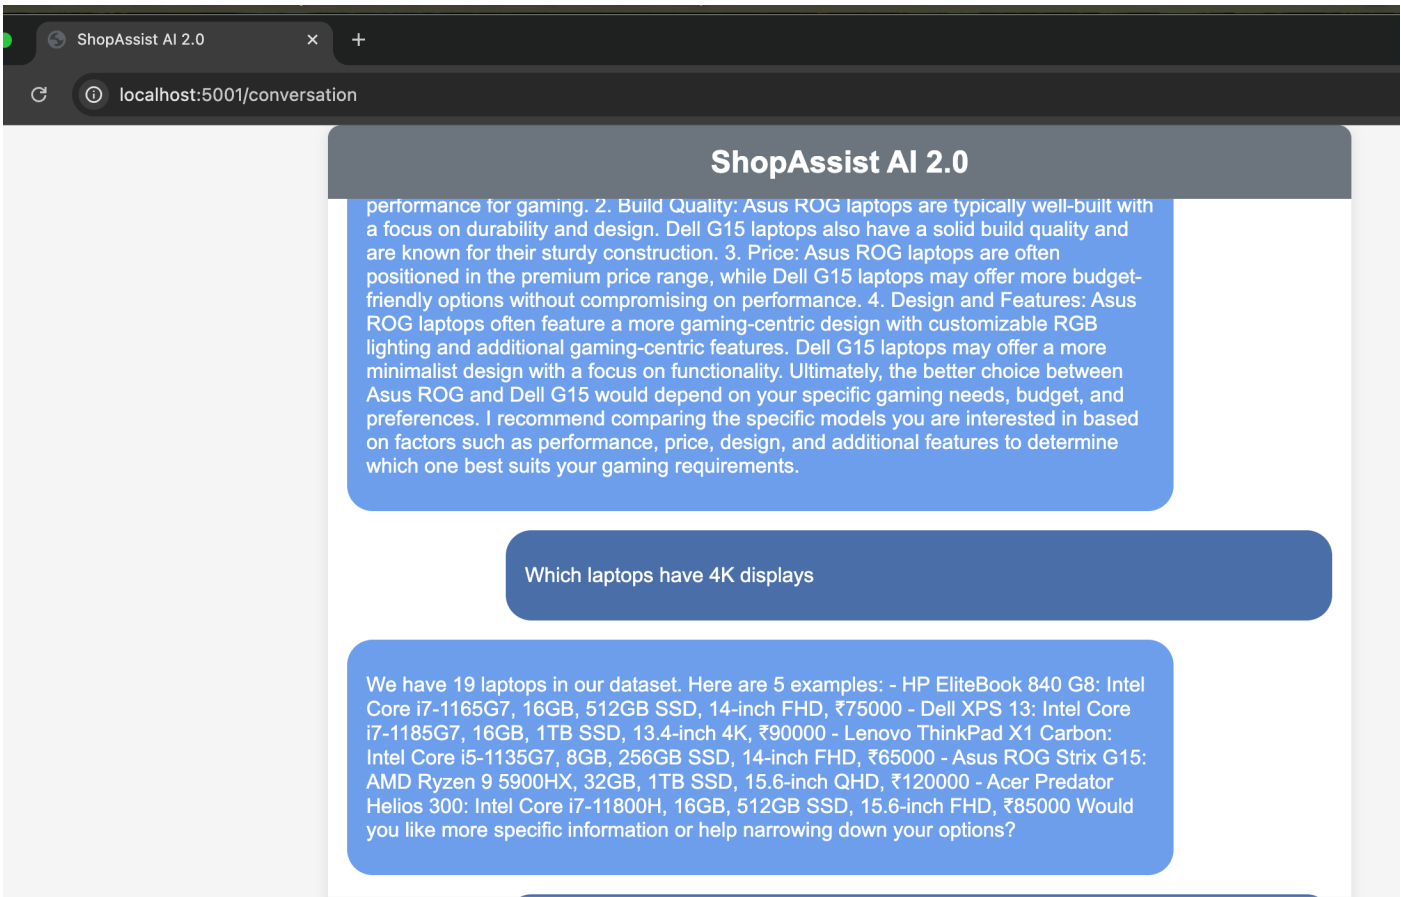 ShopAssist AI 2.0
localhost:5001/conversation
ShopAssist AI 2.0
performance for gaming. 2. Build Quality: Asus ROG laptops are typically well-built with
a focus on durability and design. Dell G15 laptops also have a solid build quality and
are known for their sturdy construction. 3. Price: Asus ROG laptops are often
positioned in the premium price range, while Dell G15 laptops may offer more budget-
friendly options without compromising on performance. 4. Design and Features: Asus
ROG laptops often feature a more gaming-centric design with customizable RGB
lighting and additional gaming-centric features. Dell G15 laptops may offer a more
minimalist design with a focus on functionality. Ultimately, the better choice between
Asus ROG and Dell G15 would depend on your specific gaming needs, budget, and
preferences. I recommend comparing the specific models you are interested in based
on factors such as performance, price, design, and additional features to determine
which one best suits your gaming requirements.
Which laptops have 4K displays
We have 19 laptops in our dataset. Here are 5 examples: - HP EliteBook 840 G8: Intel
Core i7-1165G7, 16GB, 512GB SSD, 14-inch FHD, ₹75000 - Dell XPS 13: Intel Core
i7-1185G7, 16GB, 1TB SSD, 13.4-inch 4K, ₹90000 - Lenovo ThinkPad X1 Carbon:
Intel Core i5-1135G7, 8GB, 256GB SSD, 14-inch FHD, ₹65000 - Asus ROG Strix G15:
AMD Ryzen 9 5900HX, 32GB, 1TB SSD, 15.6-inch QHD, ₹120000 - Acer Predator
Helios 300: Intel Core i7-11800H, 16GB, 512GB SSD, 15.6-inch FHD, ₹85000 Would
you like more specific information or help narrowing down your options?